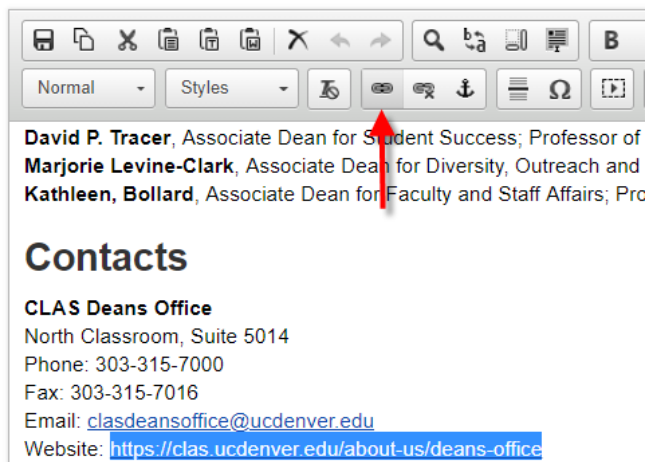 B
Normal Styles Ω
David P. Tracer, Associate Dean for Student Success; Professor of
Marjorie Levine-Clark, Associate Dean for Diversity, Outreach and
Kathleen, Bollard, Associate Dean for Faculty and Staff Affairs; Pro
Contacts
CLAS Deans Office
North Classroom, Suite 5014
Phone: 303-315-7000
Fax: 303-315-7016
Email: clasdeansoffice@ucdenver.edu
Website: https://clas.ucdenver.edu/about-us/deans-office